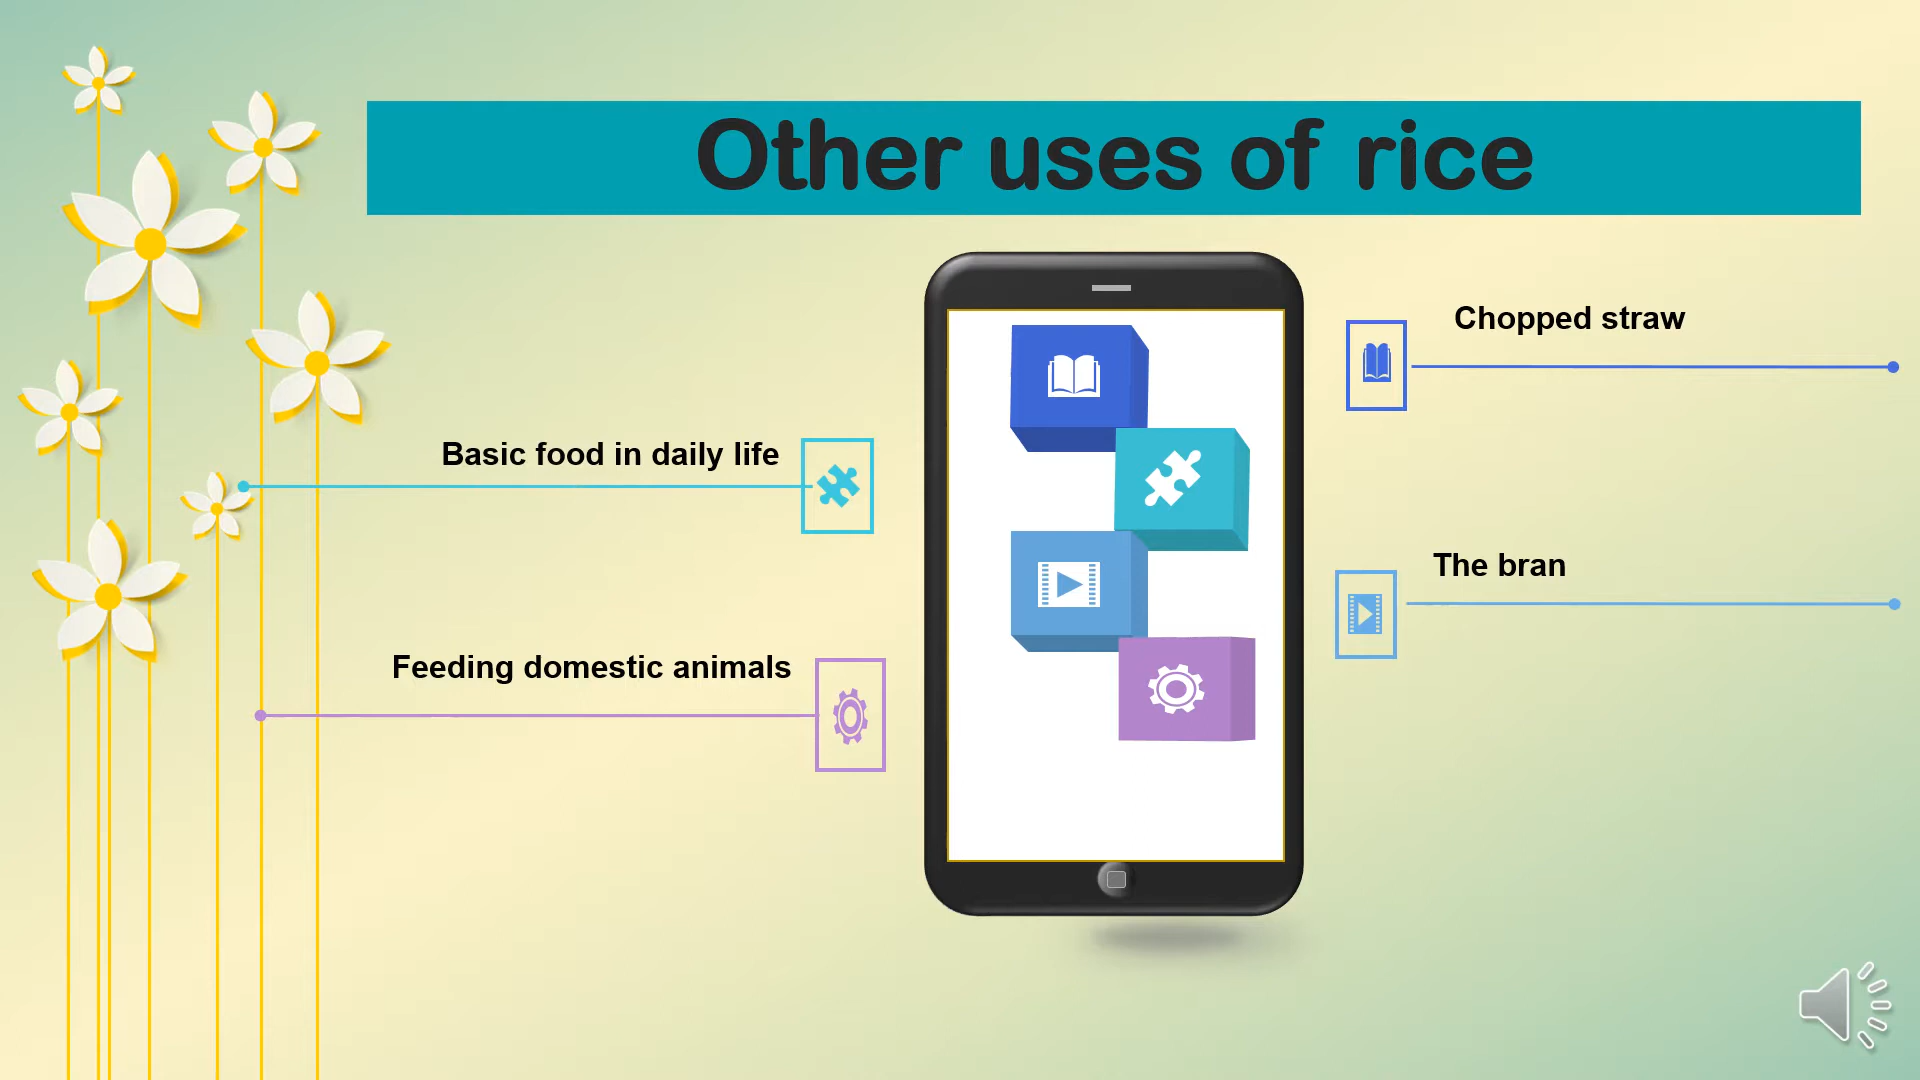 Other uses of rice
Chopped straw
Basic food in daily life
The bran
Feeding domestic animals